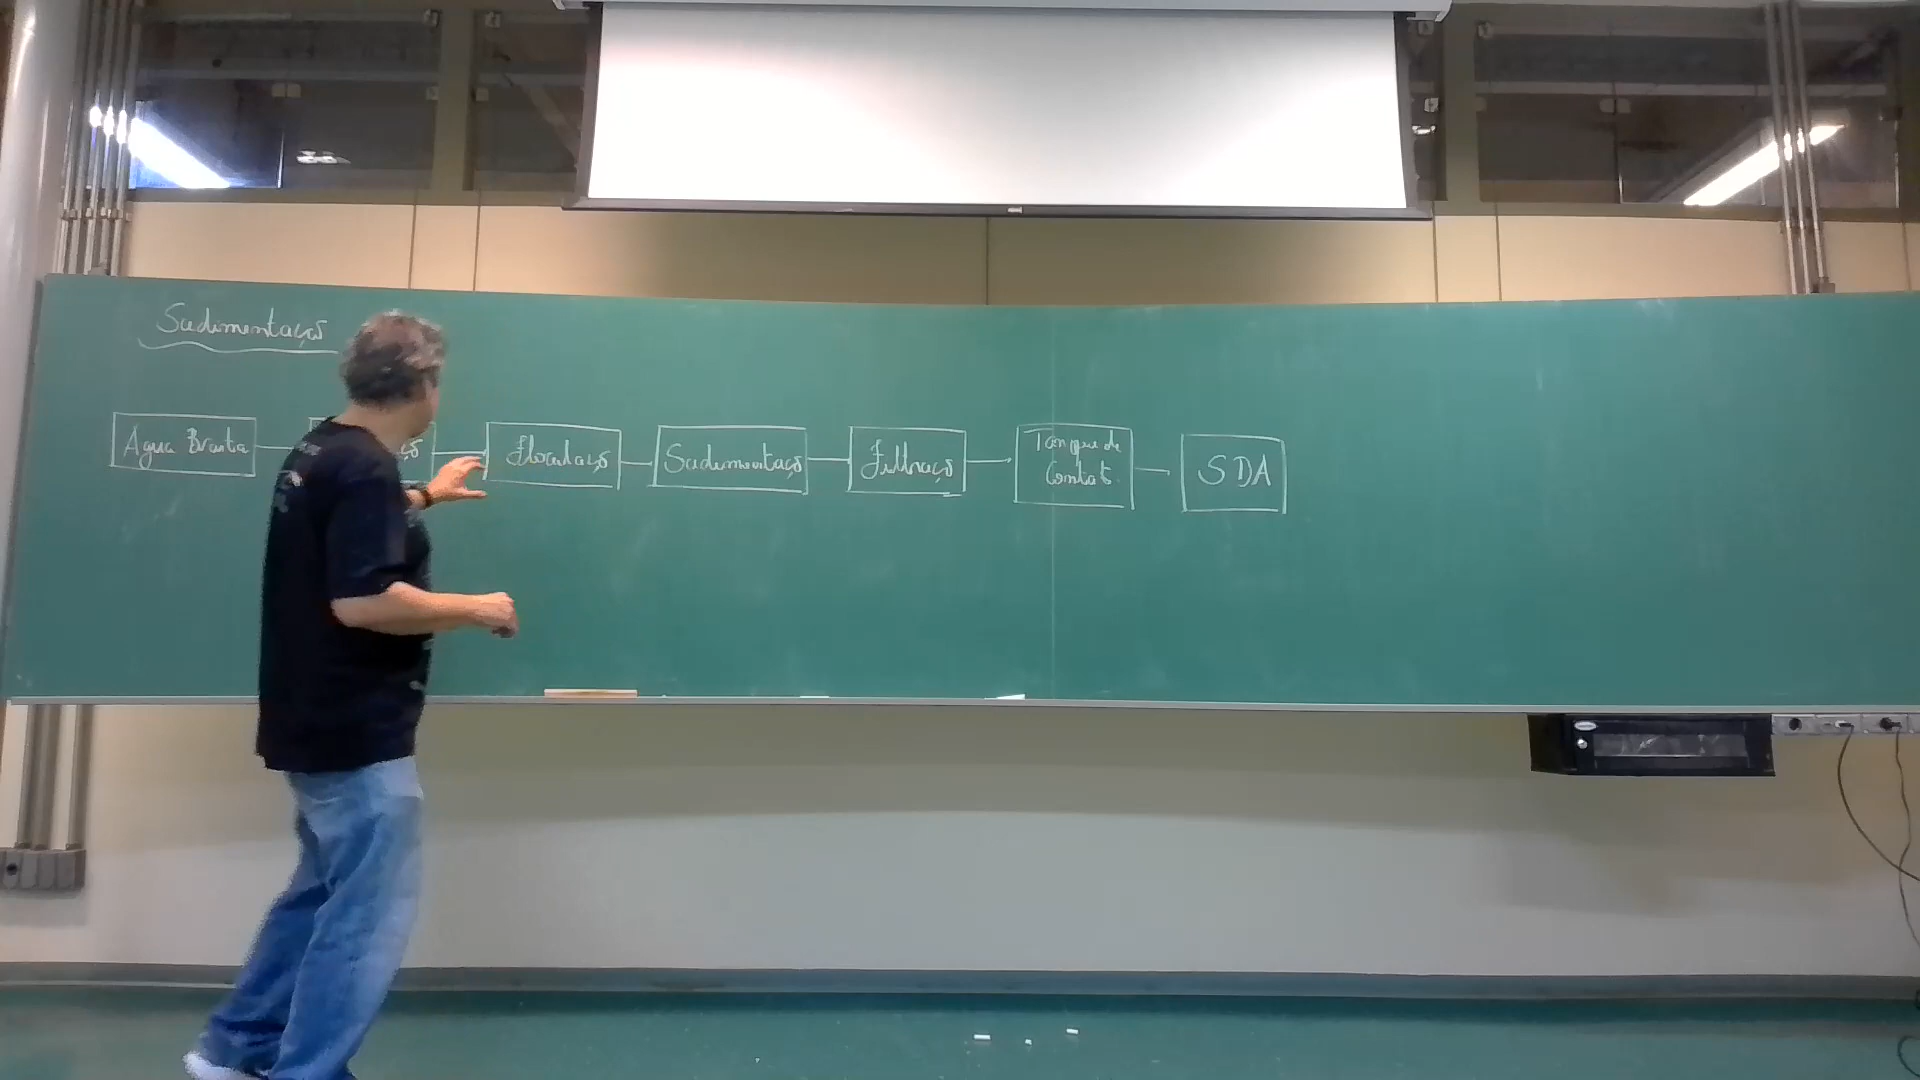 Sedimentação
Água Bruta
Floculação
Sedimentação
Filtração
Tanque de
Contato
SDA